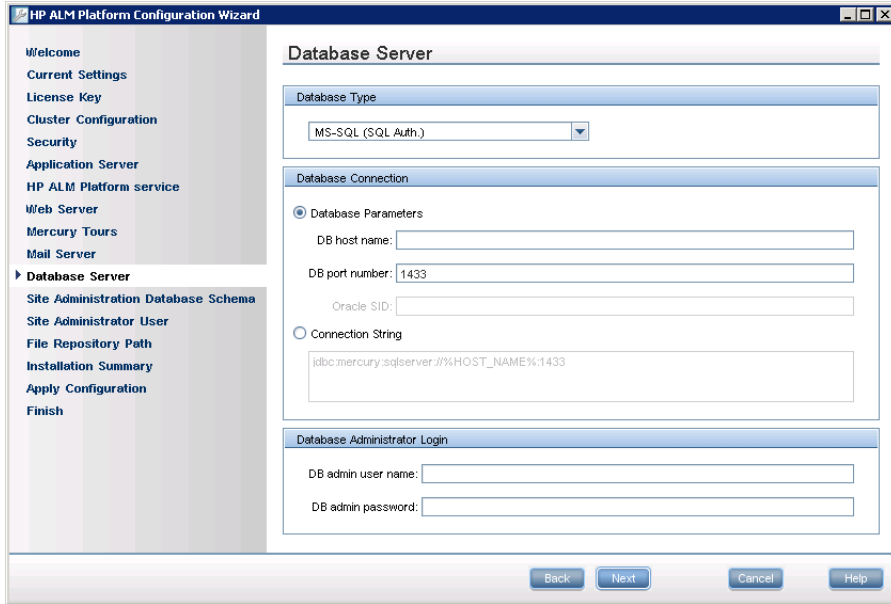 HP ALM Platform Configuration Wizard
Welcome
Current Settings
License Key
Cluster Configuration
Security
Application Server
HP ALM Platform service
Web Server
Mercury Tours
Mail Server
Database Server
Site Administration Database Schema
Site Administrator User
File Repository Path
Installation Summary
Apply Configuration
Finish
Database Server
Database Type
MS-SQL (SQL Auth.)
Database Connection
Database Parameters
DB host name:
DB port number: 1433
Oracle SID:
Connection String
jdbc:mercury:sqlserver://%HOST_NAME%:1433
Database Administrator Login
DB admin user name:
DB admin password:
Back Next Cancel Help